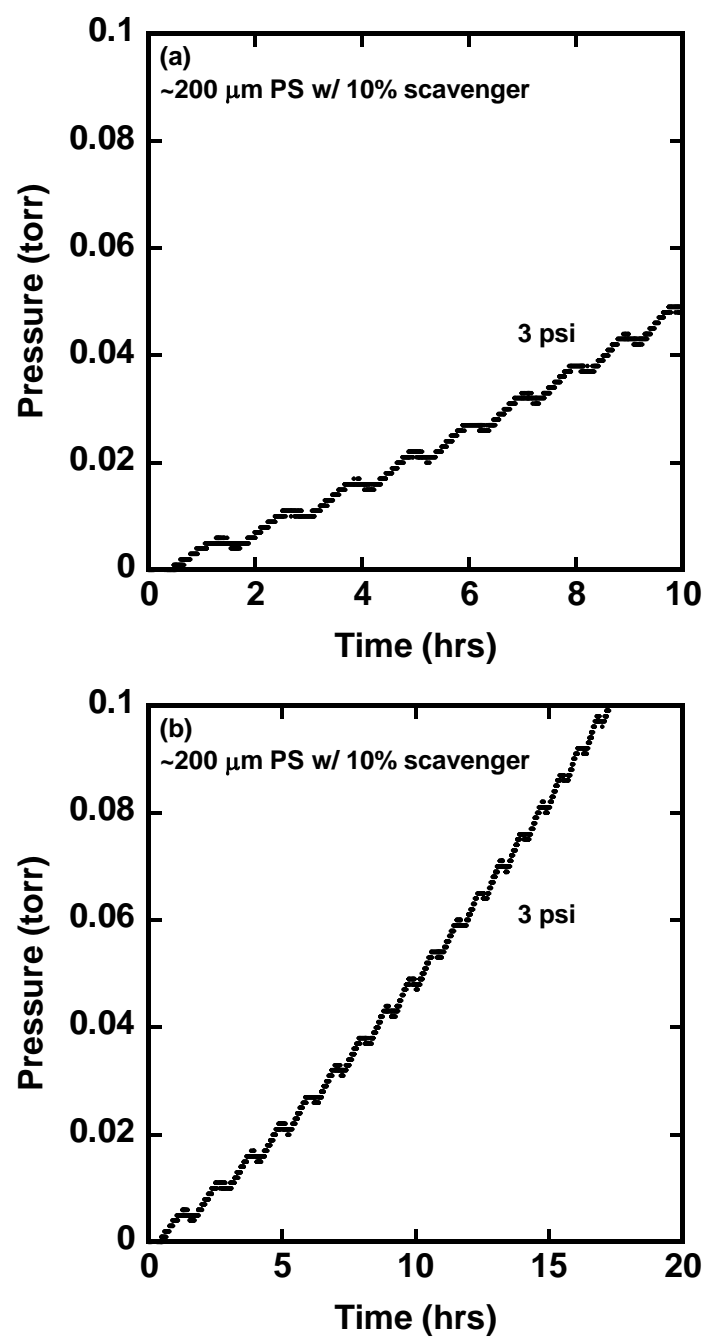 0.1
(a)
~200 μm PS w/ 10% scavenger
0.08
0.06
3 psi
0.04
0.02
0
0 2 4 6 8 10
Pressure (torr)
Time (hrs)
0.1
(b)
~200 μm PS w/ 10% scavenger
0.08
0.06
3 psi
0.04
0.02
0
0 5 10 15 20
Pressure (torr)
Time (hrs)